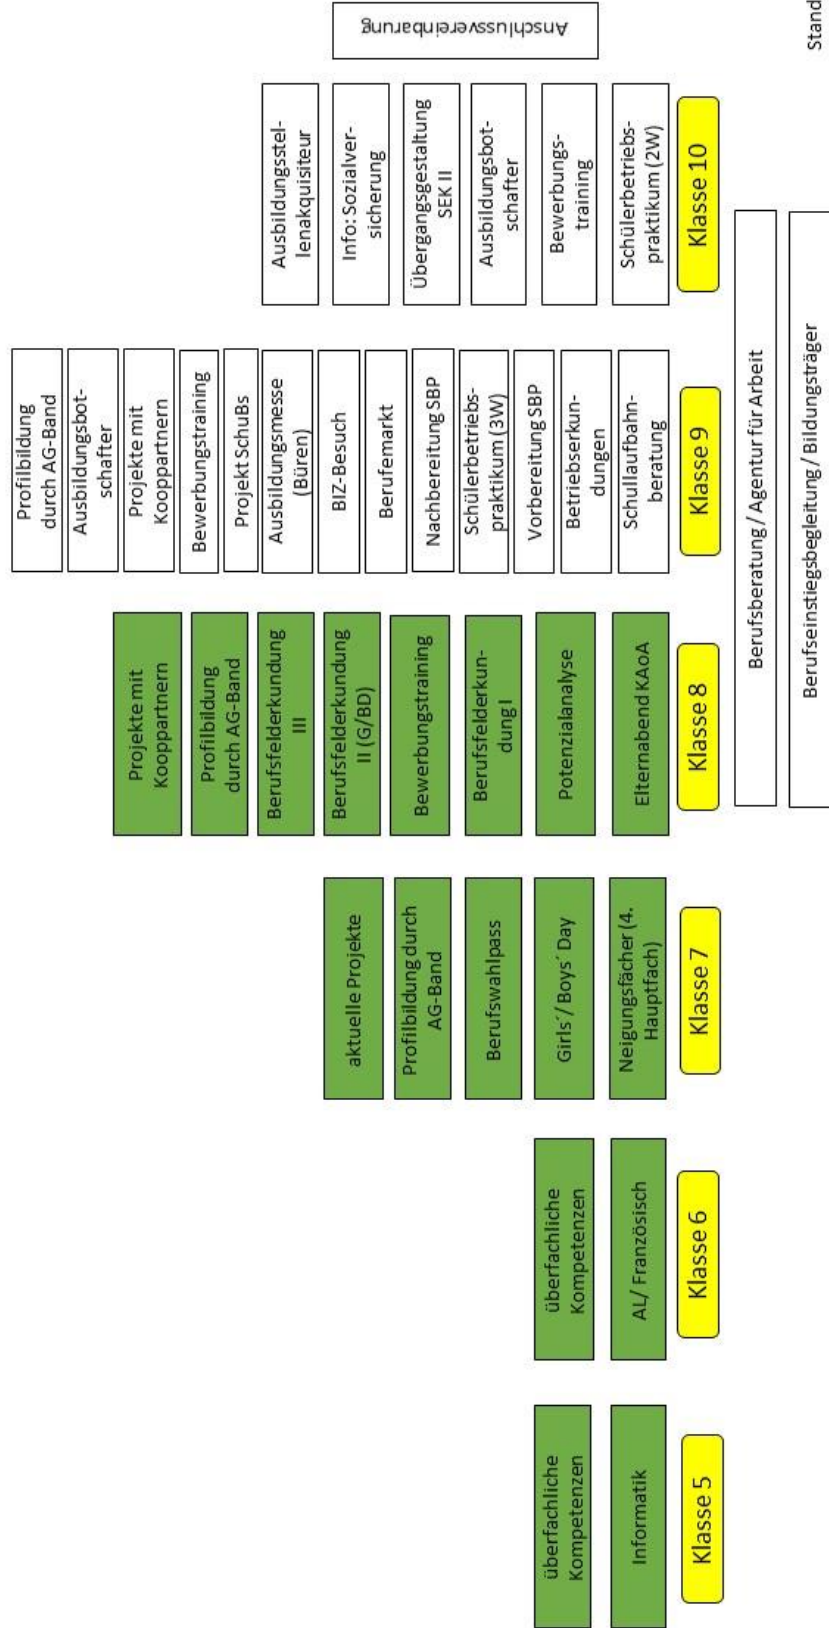 überfachliche
Kompetenzen
Informatik
Klasse 5
überfachliche
Kompetenzen
AL/ Französisch
Klasse 6
aktuelle Projekte
Profilbildung durch
AG-Band
Berufswahlpass
Girls´/ Boys´ Day
Neigungsfächer (4.
Hauptfach)
Klasse 7
Projekte mit
Kooppartnern
Profilbildung
durch AG-Band
Berufsfelderkundung
III
Berufsfelderkundung
II (G/BD)
Bewerbungstraining
Berufsfelderkun-
dung I
Potenzialanalyse
Elternabend KAoA
Klasse 8
Profilbildung
durch AG-Band
Ausbildungsbot-
schafter
Projekte mit
Kooppartnern
Bewerbungstraining
Projekt SchuBs
Ausbildungsmesse
(Büren)
BIZ-Besuch
Berufemarkt
Nachbereitung SBP
Schülerbetriebs-
praktikum (3W)
Vorbereitung SBP
Betriebserkun-
dungen
Schullaufbahn-
beratung
Klasse 9
Ausbildungsstel-
lenakquisiteur
Info: Sozialver-
sicherung
Übergangsgestaltung
SEK II
Ausbildungsbot-
schafter
Bewerbungs-
training
Schülerbetriebs-
praktikum (2W)
Klasse 10
Anschlussvereinbarung
Berufsberatung / Agentur für Arbeit
Berufseinstiegsbegleitung / Bildungsträger
Stand